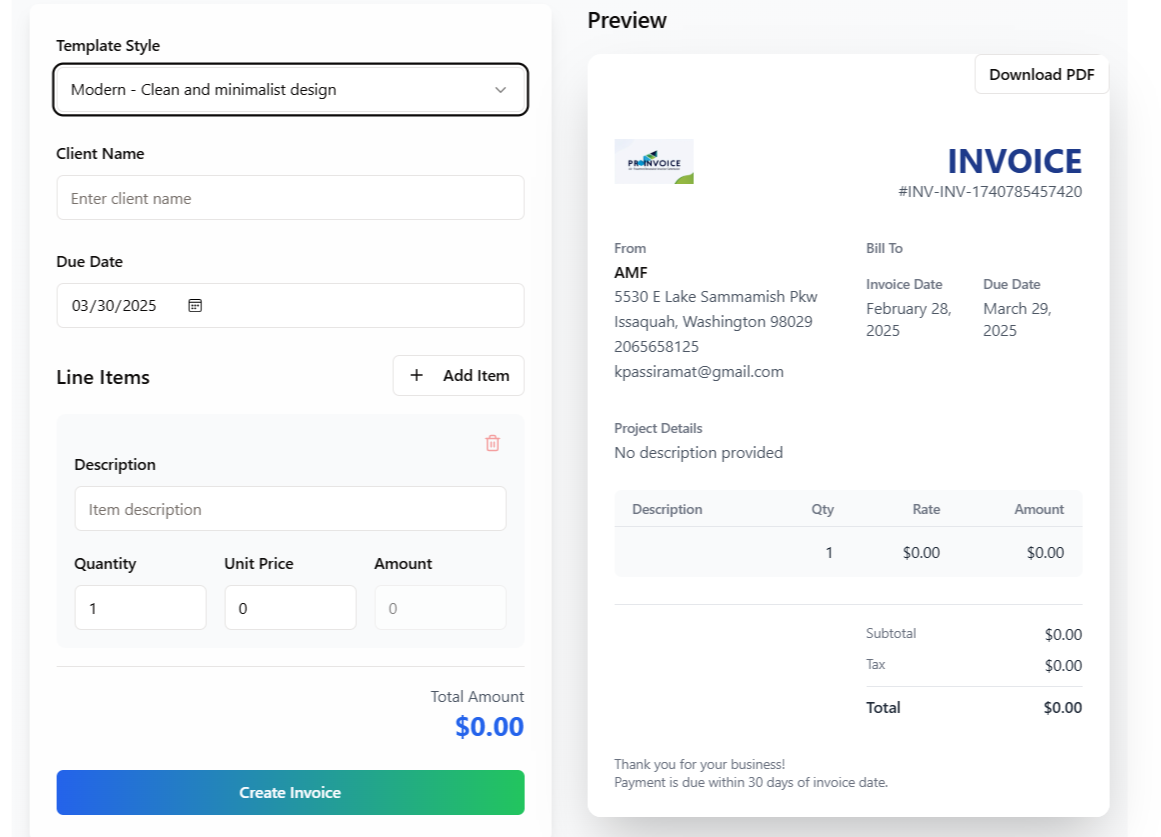 Template Style
Modern - Clean and minimalist design
Client Name
Enter client name
Due Date
03/30/2025
Line Items
+ Add Item
Description
Item description
Quantity Unit Price Amount
1 0 0
Total Amount
$0.00
Create Invoice
Preview
Download PDF
PROINVOICE
INVOICE
#INV-INV-1740785457420
From
AMF
5530 E Lake Sammamish Pkw
Issaquah, Washington 98029
2065658125
kpassiramat@gmail.com
Bill To
Invoice Date Due Date
February 28, March 29,
2025 2025
Project Details
No description provided
Description Qty Rate Amount
1 $0.00 $0.00
Subtotal $0.00
Tax $0.00
Total $0.00
Thank you for your business!
Payment is due within 30 days of invoice date.